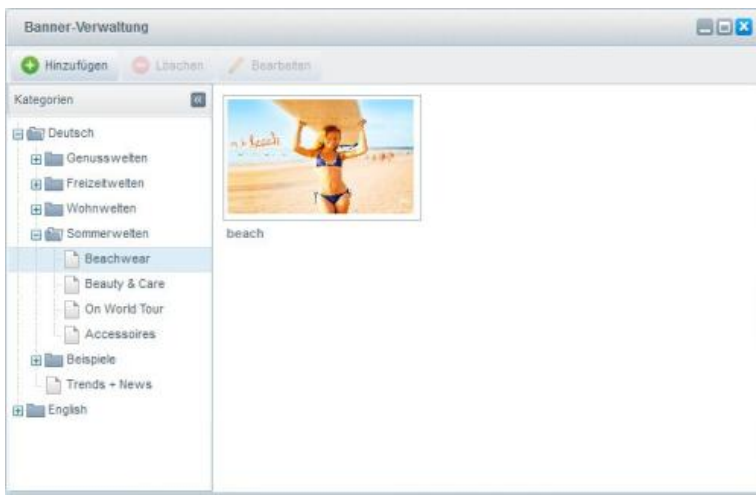 Banner-Verwaltung
Hinzufügen Löschen Bearbeiten
Kategorien
Deutsch
Genusswelten
Freizeitwelten
Wohnwelten
Sommerwelten
Beachwear
Beauty & Care
On World Tour
Accessoires
Beispiele
Trends + News
English
beach
beach